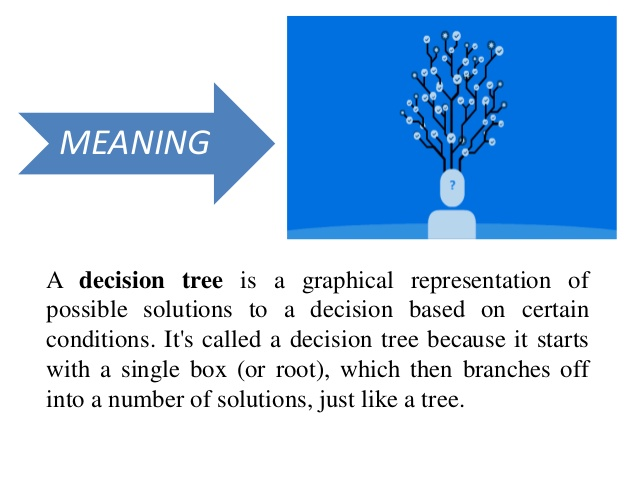 MEANING
?
A decision tree is a graphical representation of
possible solutions to a decision based on certain
conditions. It's called a decision tree because it starts
with a single box (or root), which then branches off
into a number of solutions, just like a tree.